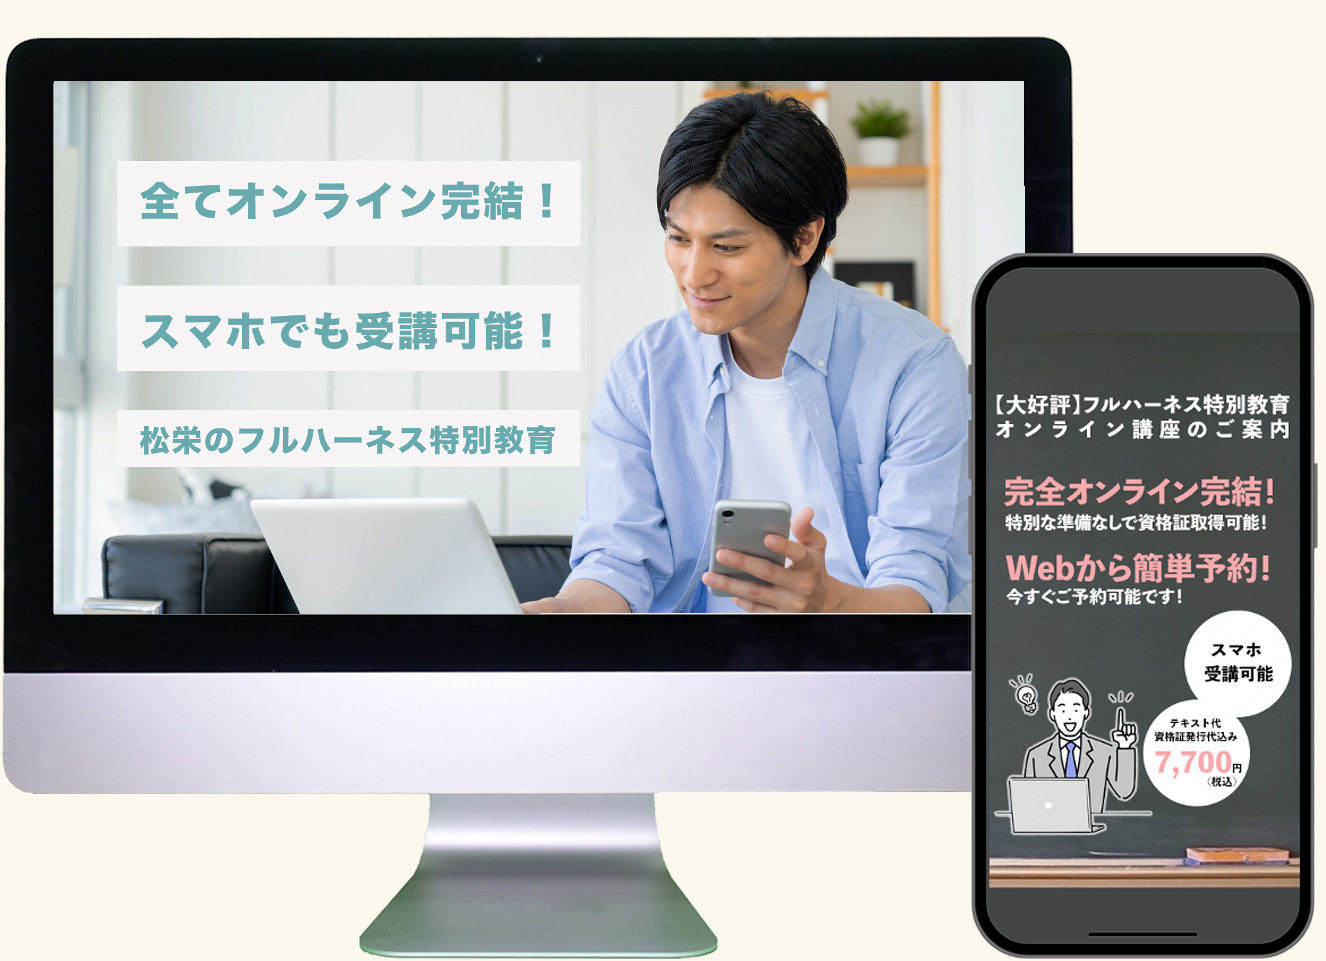 全てオンライン完結！
スマホでも受講可能！
松栄のフルハーネス特別教育
【大好評】フルハーネス特別教育
オンライン講座のご案内
完全オンライン完結！
特別な準備なしで資格証取得可能！
Webから簡単予約！
今すぐご予約可能です！
スマホ
受講可能
テキスト代
資格証発行代込み
7,700円
（税込）